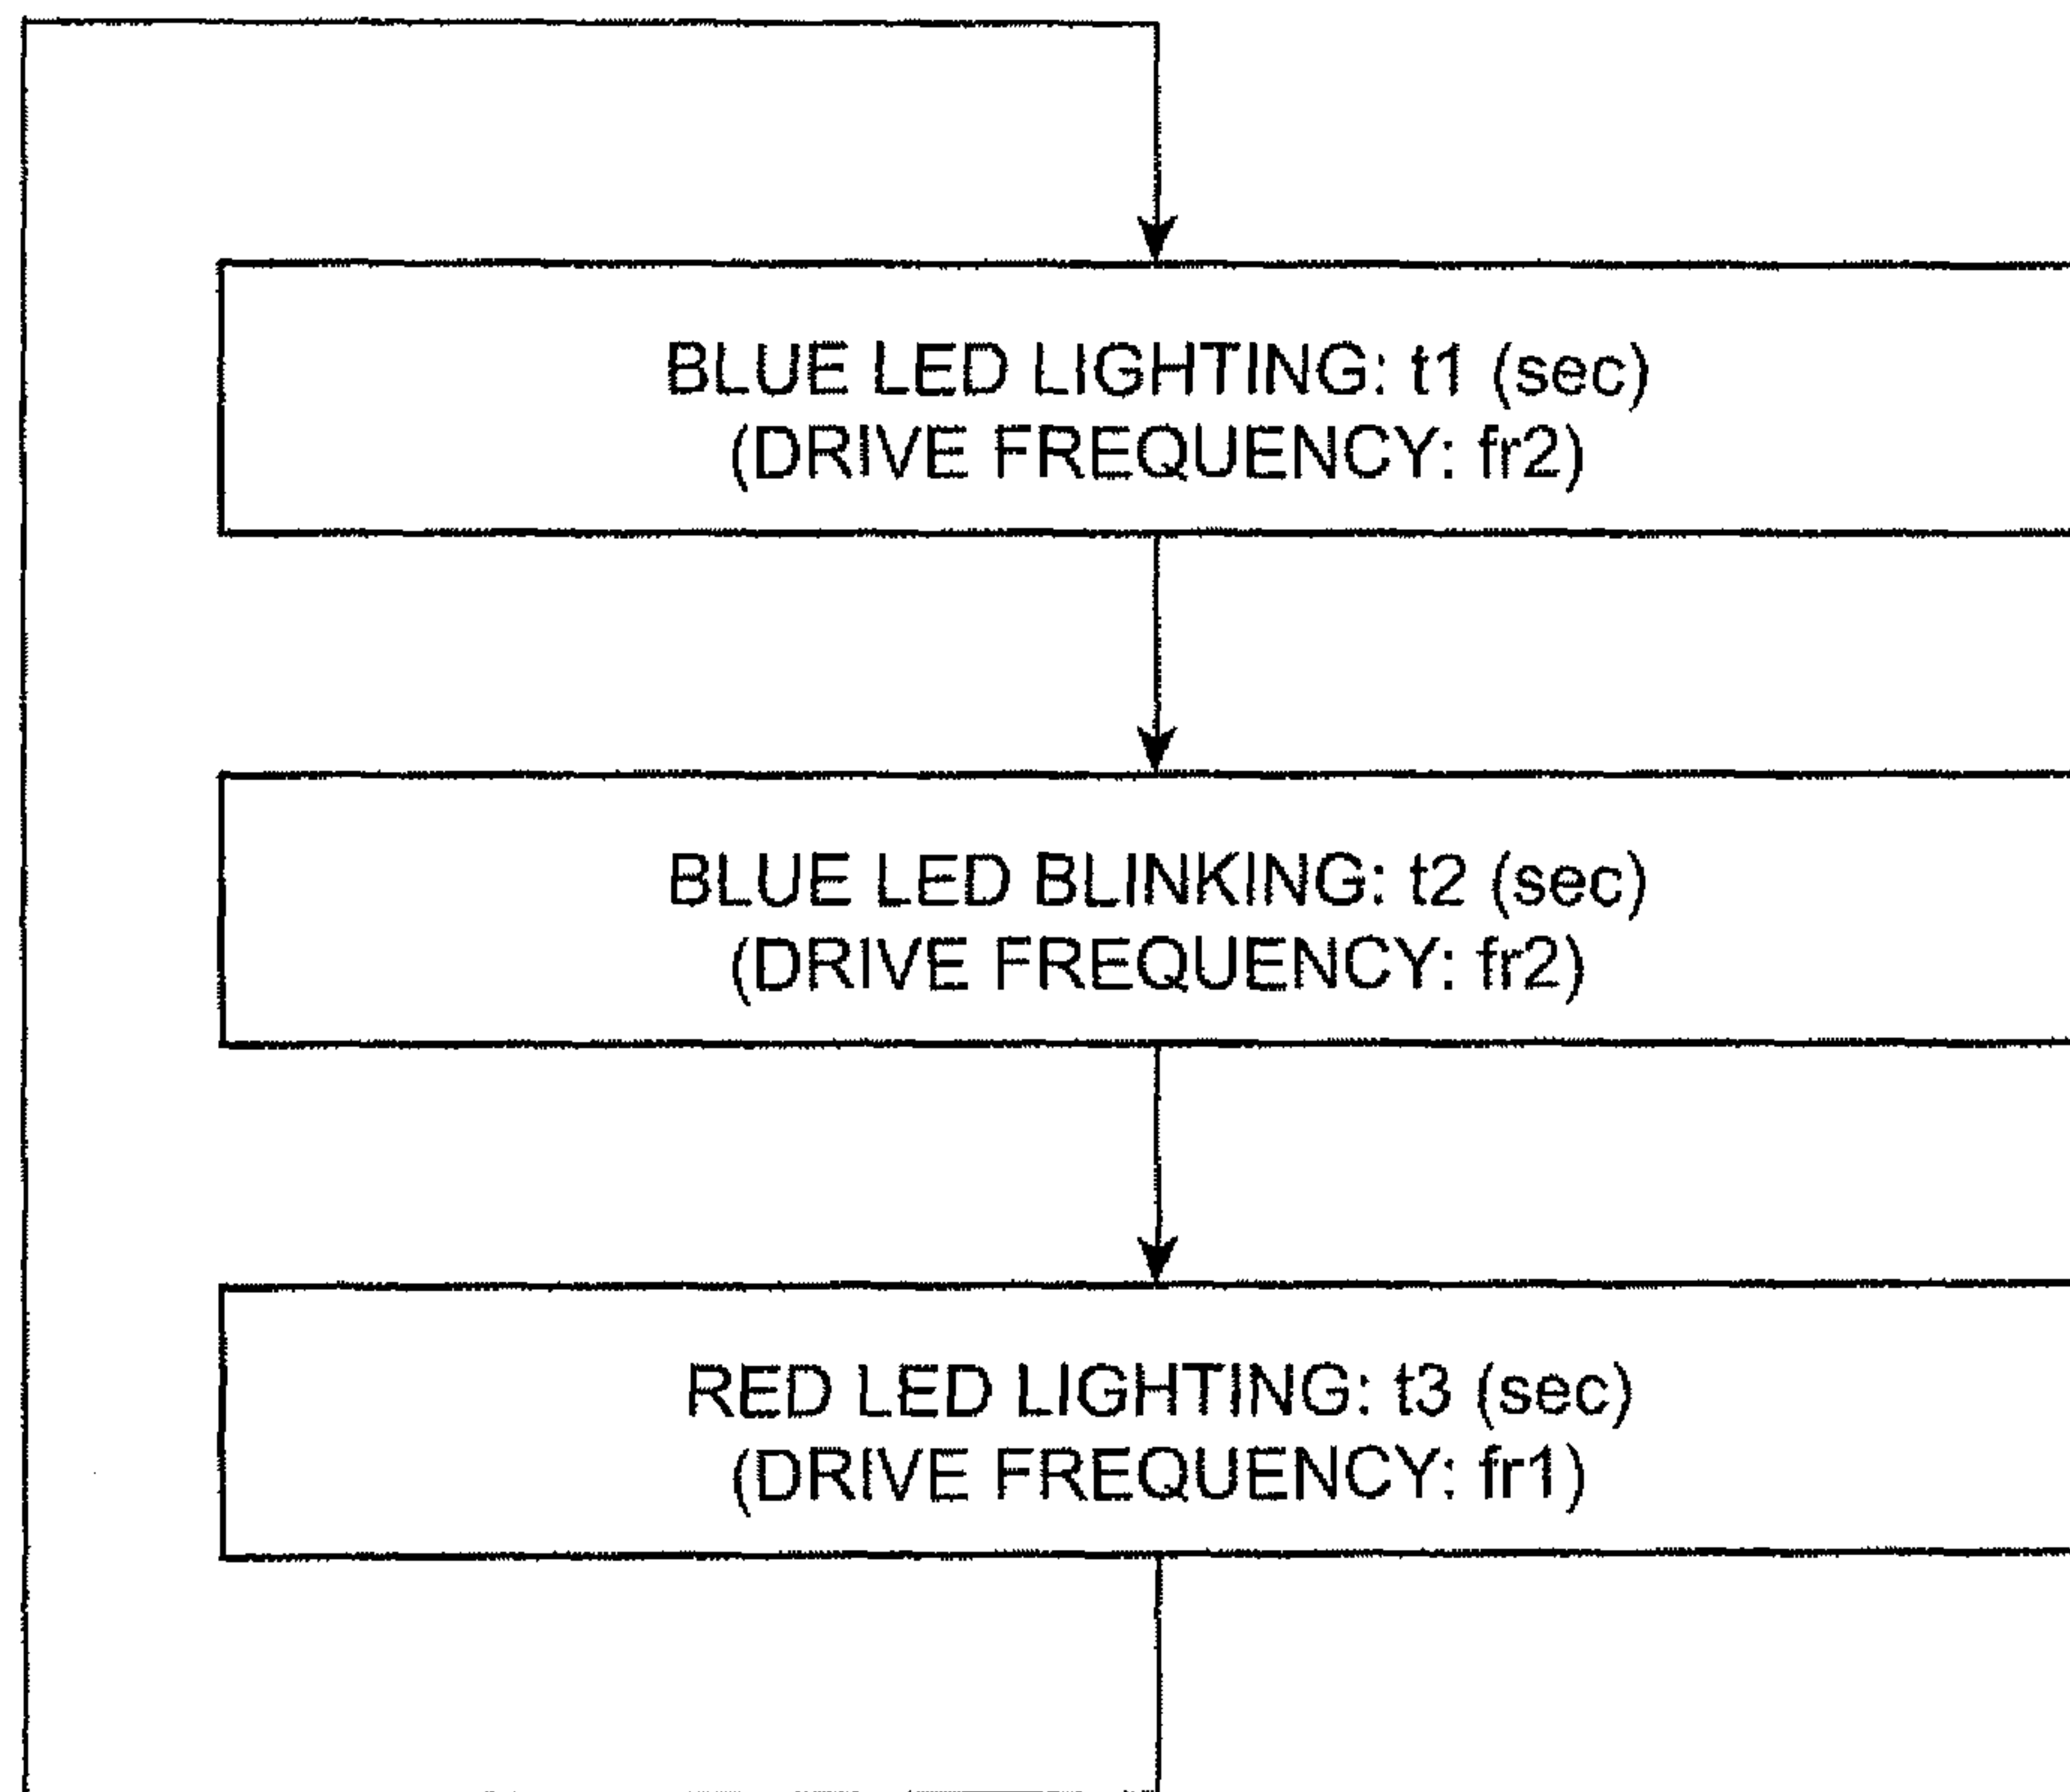 BLUE LED LIGHTING: t1 (sec)
(DRIVE FREQUENCY: fr2)
BLUE LED BLINKING: t2 (sec)
(DRIVE FREQUENCY: fr2)
RED LED LIGHTING: t3 (sec)
(DRIVE FREQUENCY: fr1)